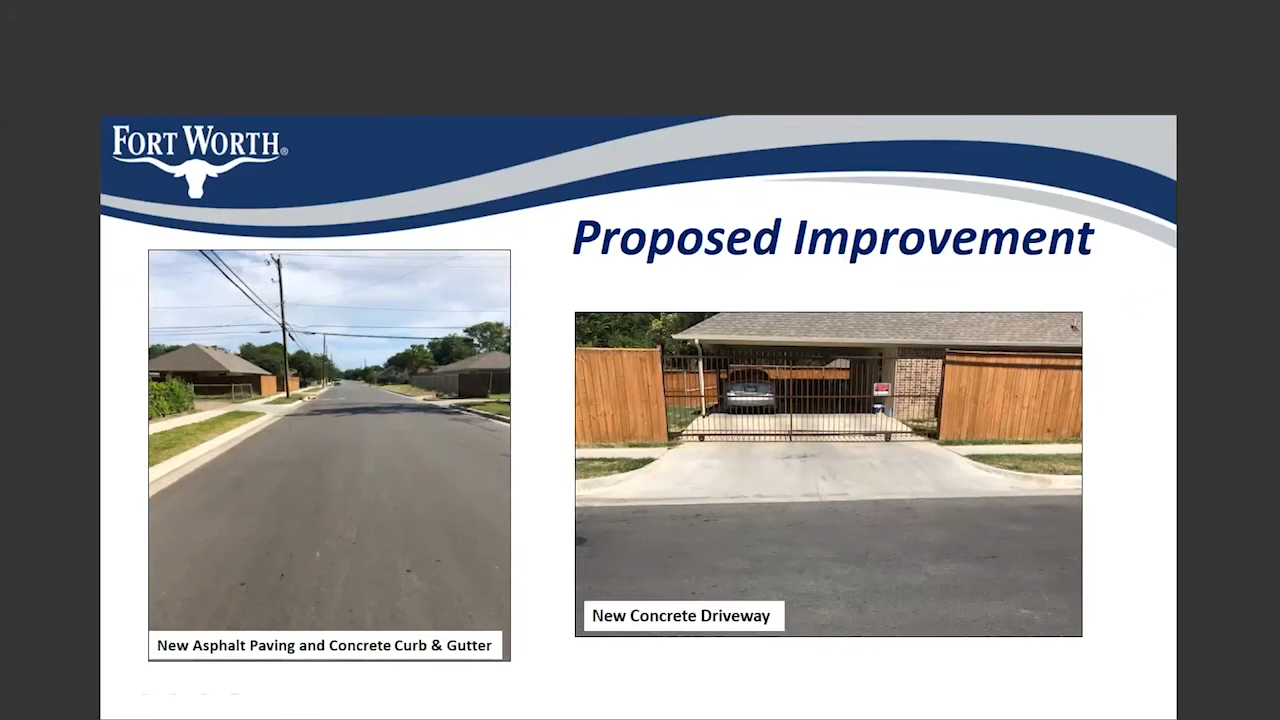 FORT WORTH®
Proposed Improvement
New Concrete Driveway
New Asphalt Paving and Concrete Curb & Gutter